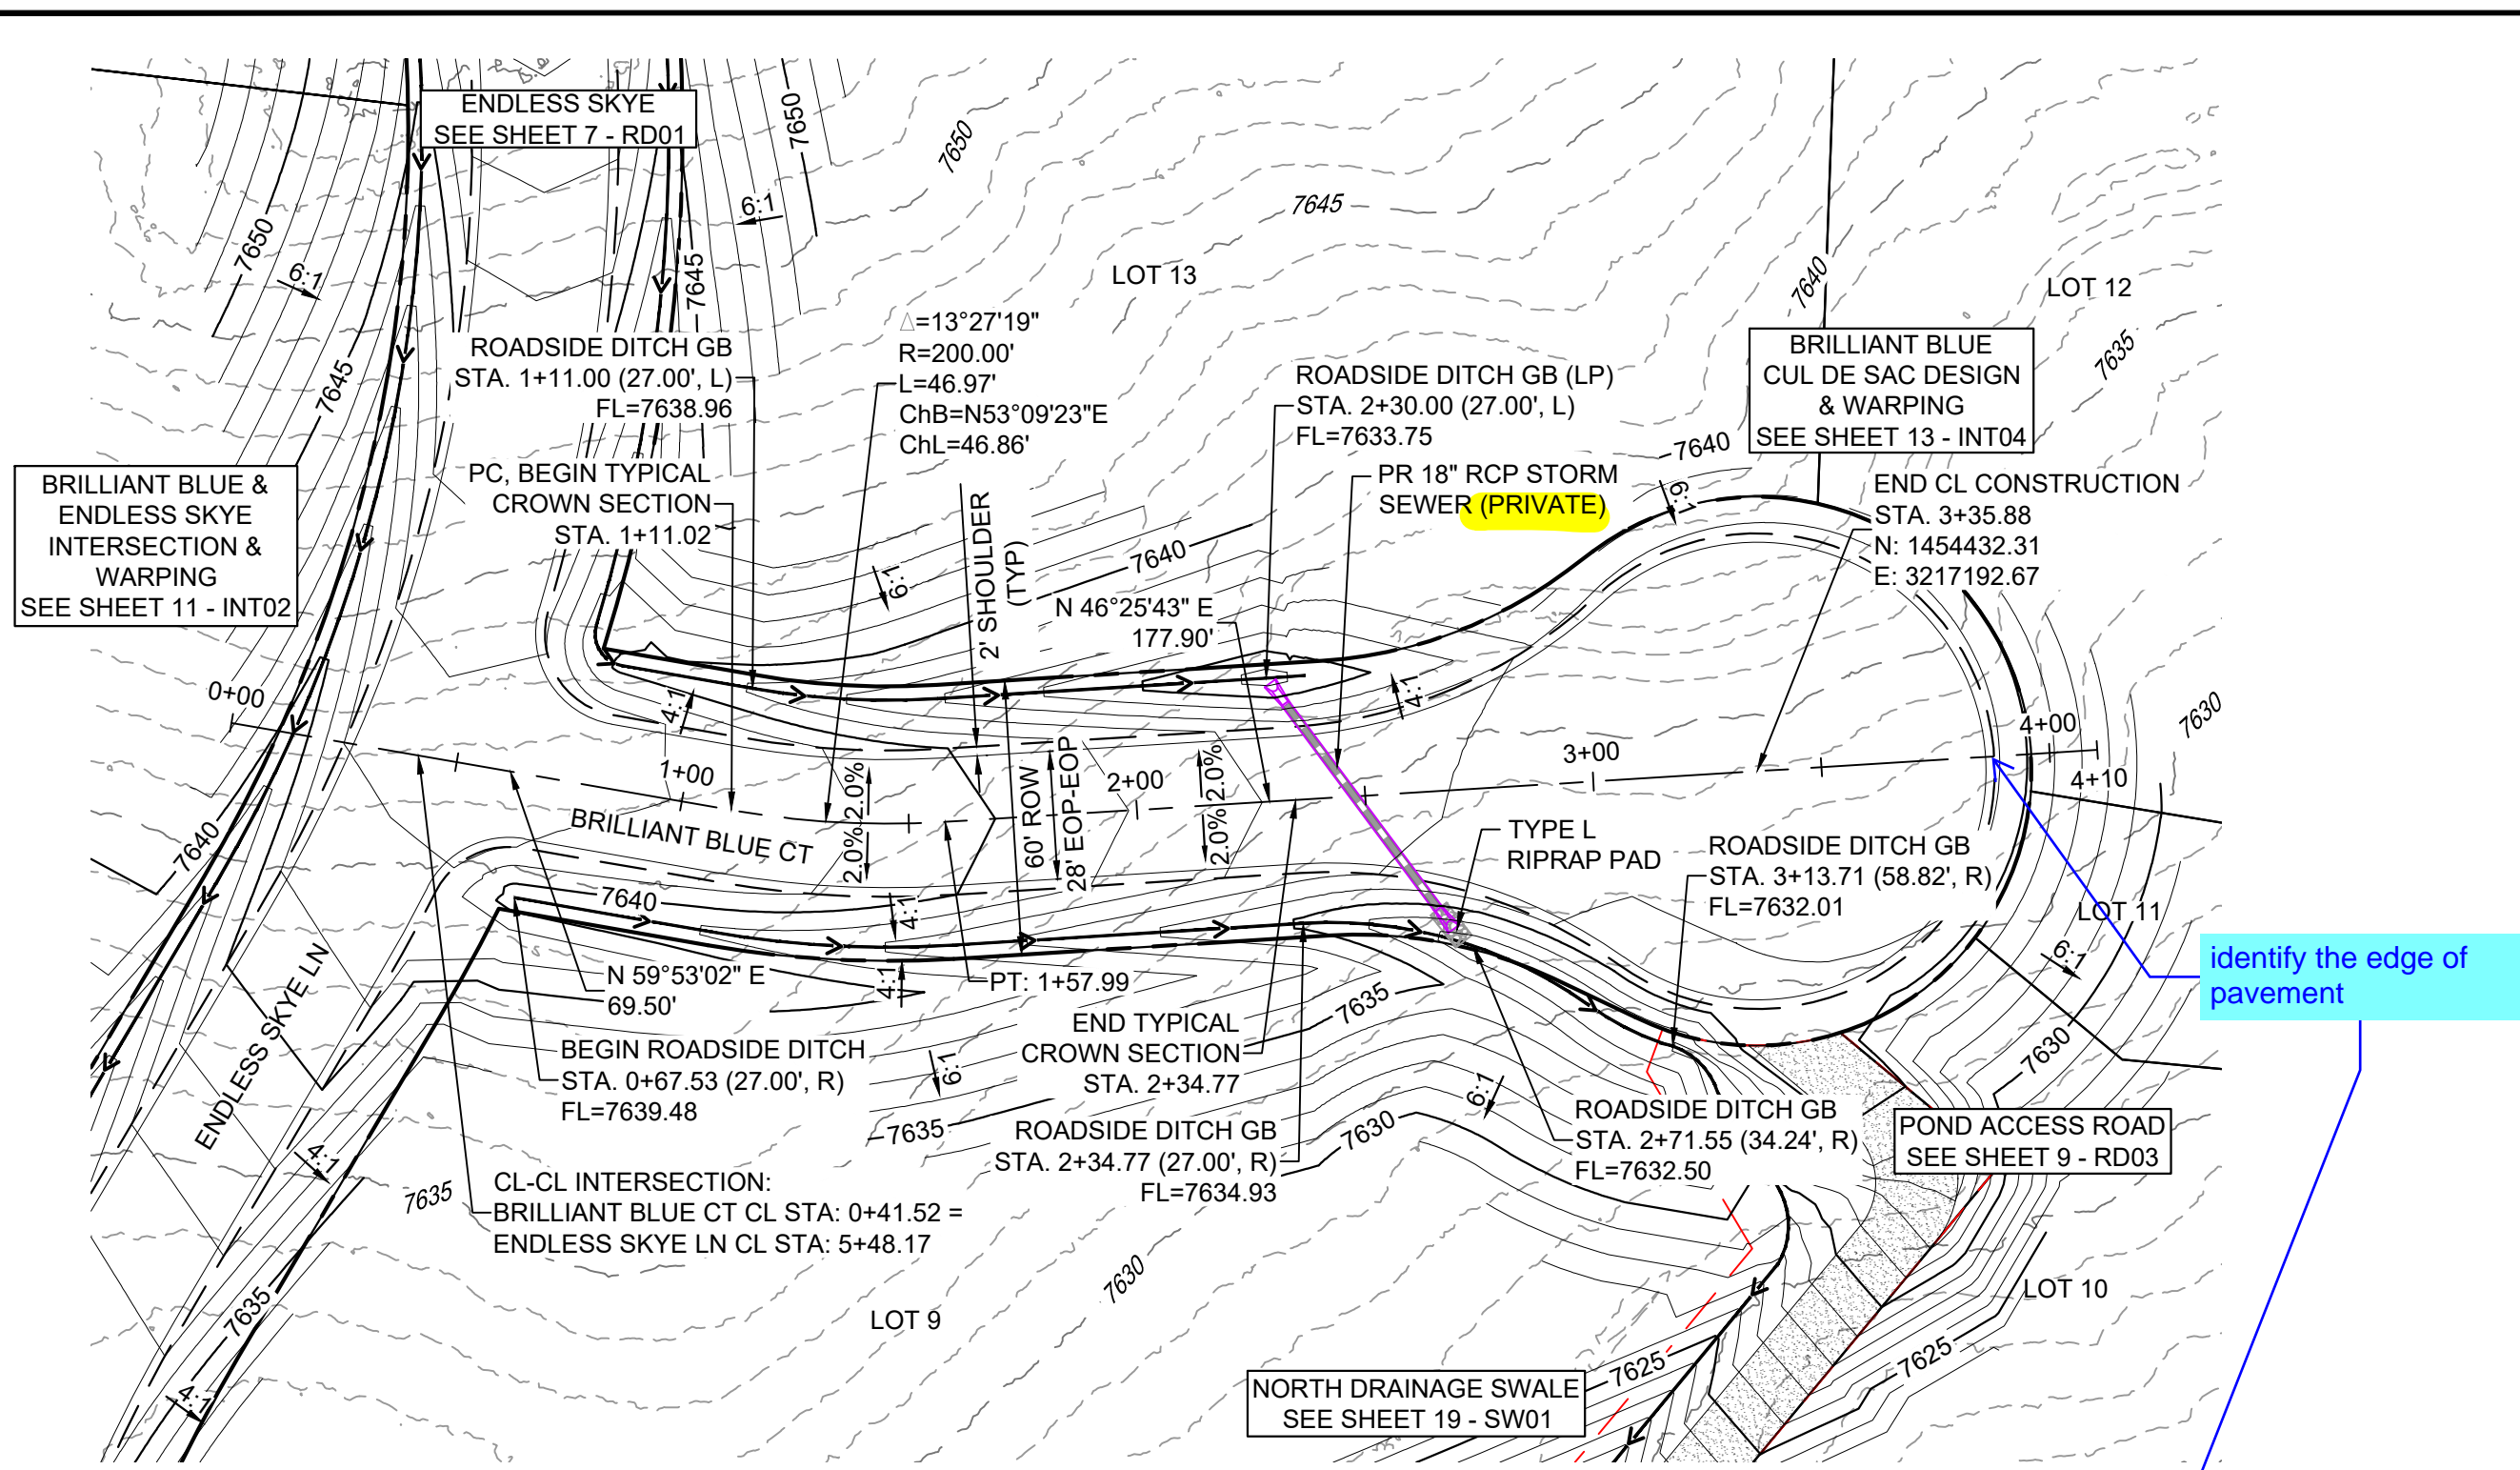 ENDLESS SKYE
SEE SHEET 7 - RD01
7650
7650
7645
6:1
LOT 13
7640
LOT 12
7635
7650
6:1
7645
7645
6:1
ROADSIDE DITCH GB
STA. 1+11.00 (27.00', L)
FL=7638.96
Δ=13°27'19"
R=200.00'
L=46.97'
ChB=N53°09'23"E
ChL=46.86'
ROADSIDE DITCH GB (LP)
STA. 2+30.00 (27.00', L)
FL=7633.75
BRILLIANT BLUE
CUL DE SAC DESIGN
& WARPING
SEE SHEET 13 - INT04
7640
BRILLIANT BLUE &
ENDLESS SKYE
INTERSECTION &
WARPING
SEE SHEET 11 - INT02
PC, BEGIN TYPICAL
CROWN SECTION
STA. 1+11.02
PR 18" RCP STORM
SEWER (PRIVATE)
END CL CONSTRUCTION
STA. 3+35.88
N: 1454432.31
E: 3217192.67
6:1
6:1
2' SHOULDER
(TYP)
7640
N 46°25'43" E
177.90'
0+00
4:1
4:1
1+00
2+00
3+00
4+00
4+10
7630
2.0%
2.0%
60' ROW
28' EOP-EOP
2.0%
2.0%
BRILLIANT BLUE CT
TYPE L
RIPRAP PAD
ROADSIDE DITCH GB
STA. 3+13.71 (58.82', R)
FL=7632.01
LOT 11
6:1
identify the edge of
pavement
7640
7640
4:1
4:1
N 59°53'02" E
69.50'
PT: 1+57.99
7635
ENDLESS SKYE LN
BEGIN ROADSIDE DITCH
STA. 0+67.53 (27.00', R)
FL=7639.48
6:1
END TYPICAL
CROWN SECTION
STA. 2+34.77
7630
6:1
7635
ROADSIDE DITCH GB
STA. 2+34.77 (27.00', R)
FL=7634.93
7630
ROADSIDE DITCH GB
STA. 2+71.55 (34.24', R)
FL=7632.50
POND ACCESS ROAD
SEE SHEET 9 - RD03
4:1
7635
CL-CL INTERSECTION:
BRILLIANT BLUE CT CL STA: 0+41.52 =
ENDLESS SKYE LN CL STA: 5+48.17
7630
LOT 10
7635
LOT 9
7625
7625
NORTH DRAINAGE SWALE
SEE SHEET 19 - SW01
4:1